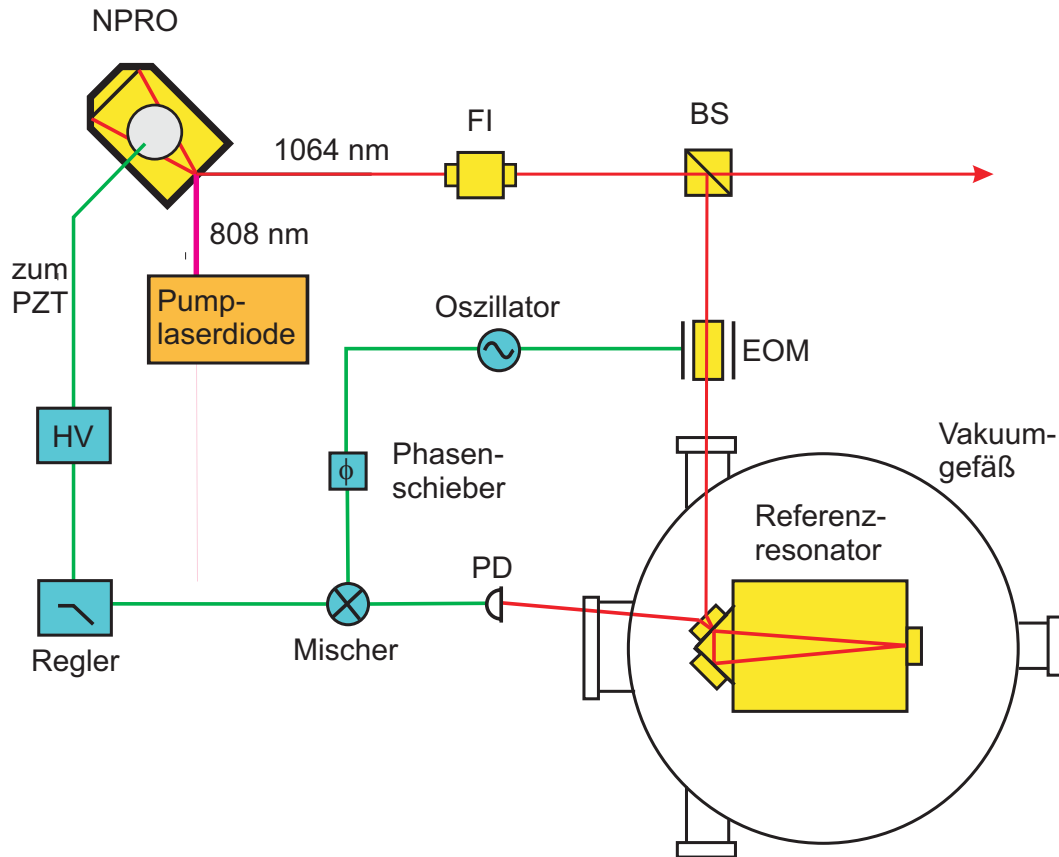 NPRO
FI
BS
1064 nm
808 nm
zum
PZT
Pump-
laserdiode
Oszillator
EOM
HV
Phasen-
schieber
ϕ
Vakuum-
gefäß
Referenz-
resonator
PD
Regler
Mischer